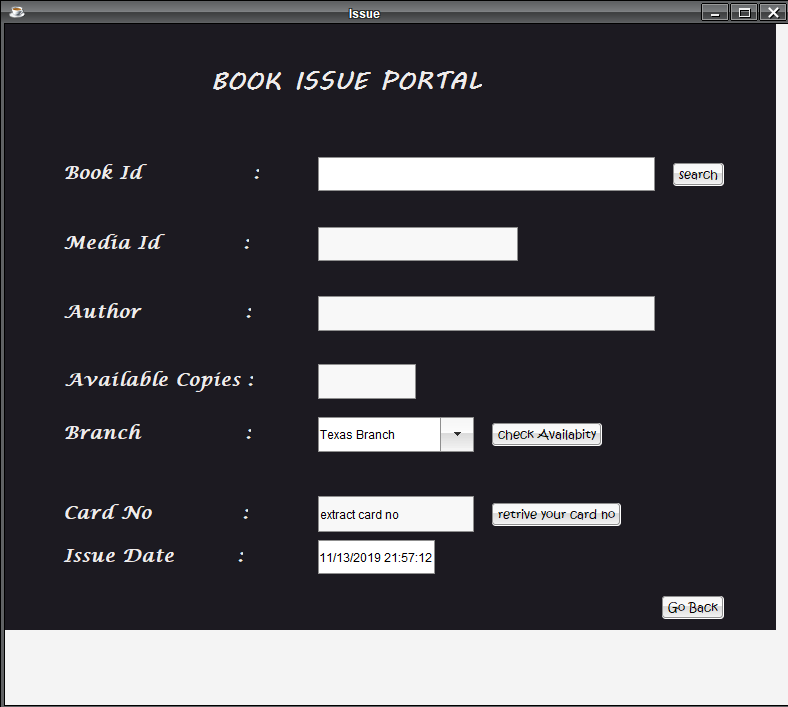 Issue
BOOK ISSUE PORTAL
Book Id :
search
Media Id :
Author :
Available Copies :
Branch :
Texas Branch
Check Availabity
Card No :
extract card no
retrive your card no
Issue Date :
11/13/2019 21:57:12
Go Back